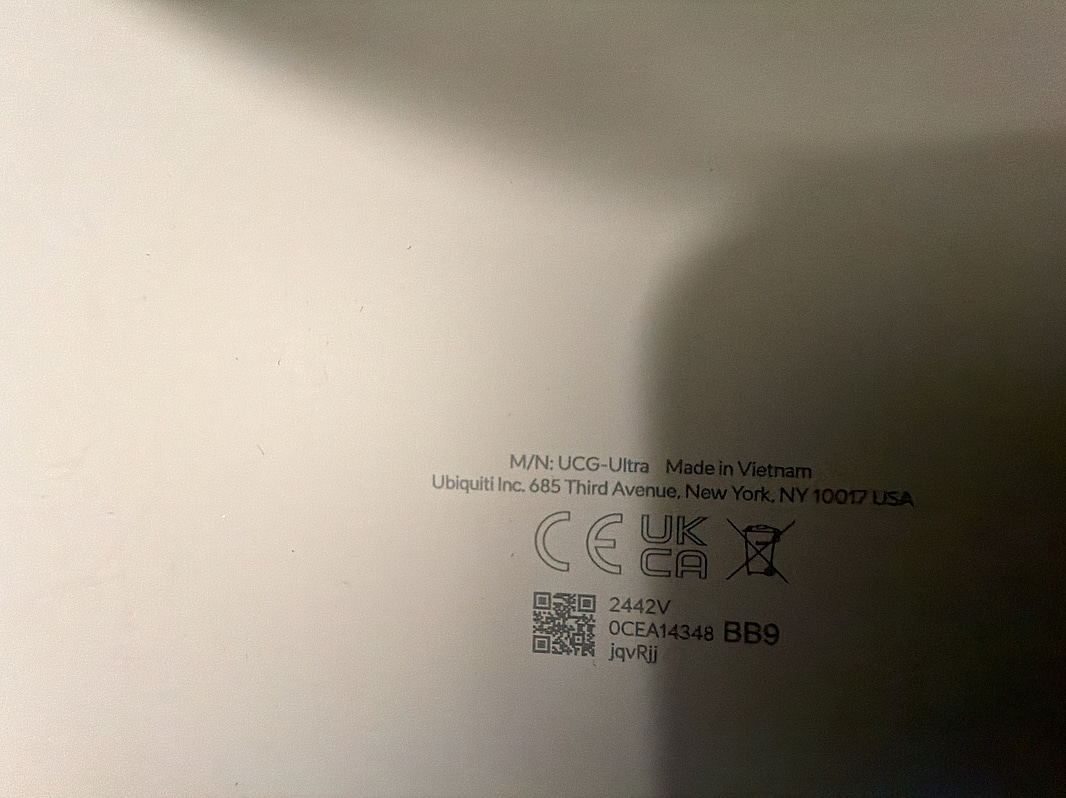 M/N: UCG-Ultra Made in Vietnam
Ubiquiti Inc. 685 Third Avenue, New York, NY 10017 USA
CE UK CA
2442V
0CEA14348 BB9
jqvRjj